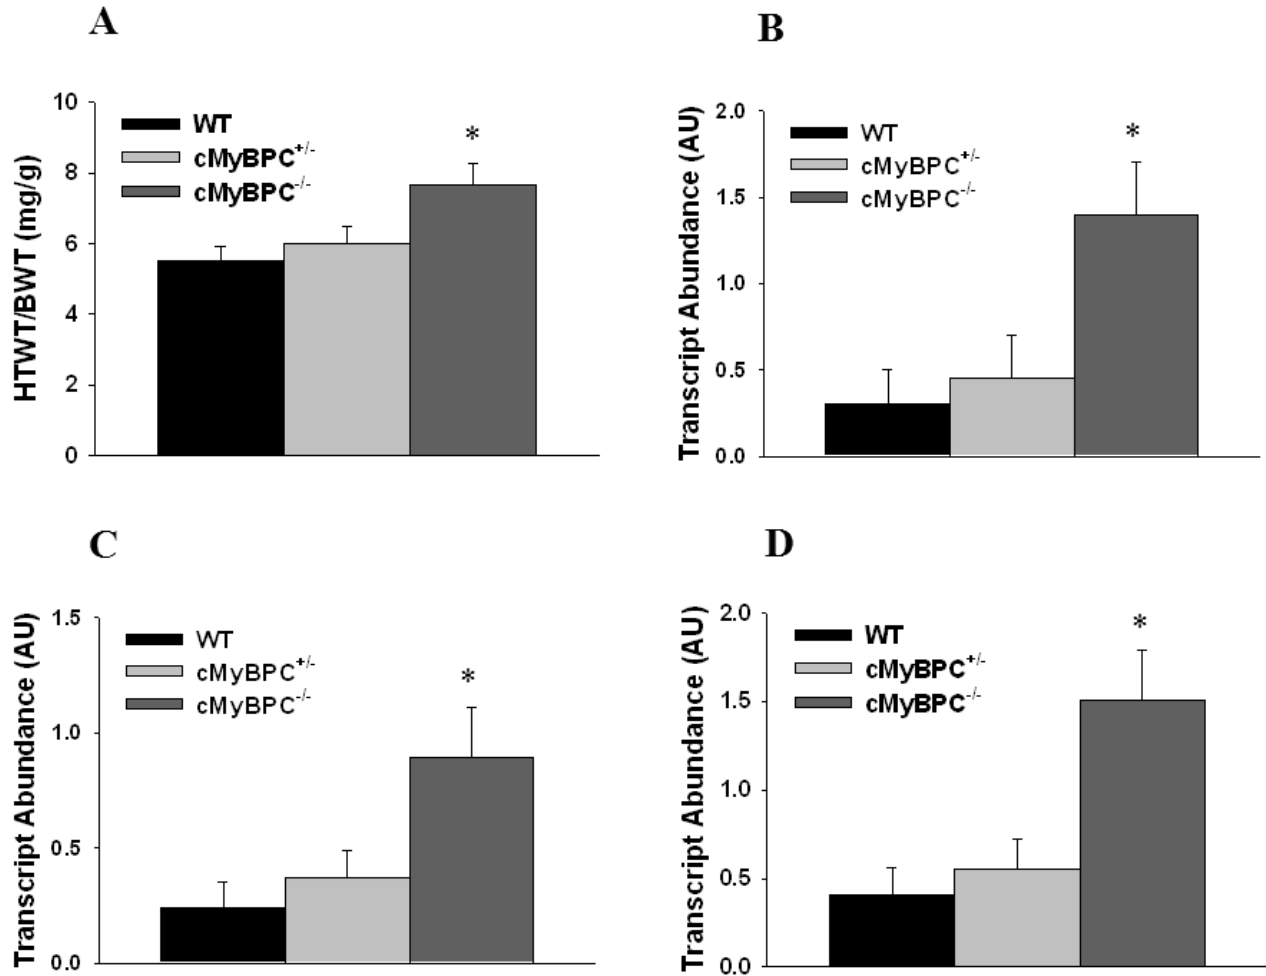 A
HTWT/BWT (mg/g)
10
8
6
4
2
0
WT
cMyBPC+/-
cMyBPC-/-
*
B
Transcript Abundance (AU)
2.0
1.5
1.0
0.5
0.0
WT
cMyBPC+/-
cMyBPC-/-
*
C
Transcript Abundance (AU)
1.5
1.0
0.5
0.0
WT
cMyBPC+/-
cMyBPC-/-
*
D
Transcript Abundance (AU)
2.0
1.5
1.0
0.5
0.0
WT
cMyBPC+/-
cMyBPC-/-
*